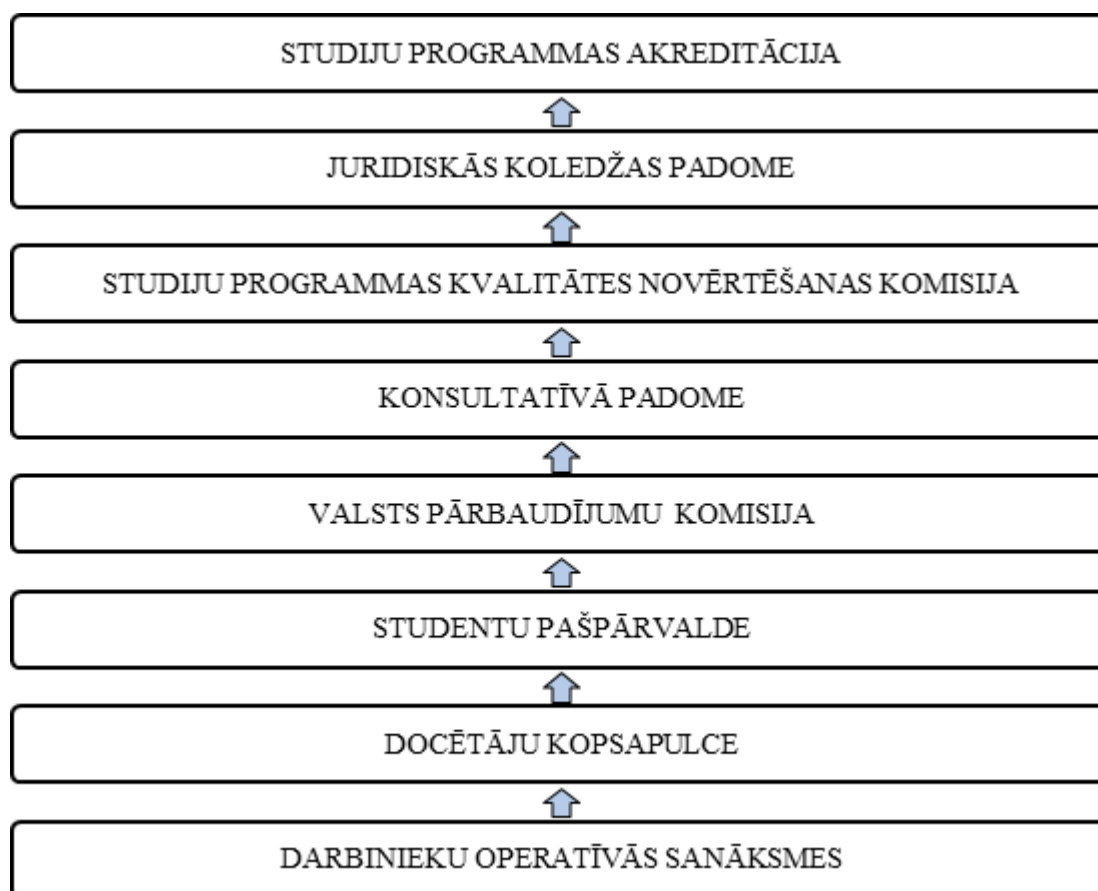 STUDIJU PROGRAMMAS AKREDITĀCIJA
JURIDISKĀS KOLEDŽAS PADOME
STUDIJU PROGRAMMAS KVALITĀTES NOVĒRTĒŠANAS KOMISIJA
KONSULTATĪVĀ PADOME
VALSTS PĀRBAUDĪJUMU KOMISIJA
STUDENTU PAŠPĀRVALDE
DOCĒTĀJU KOPSAPULCE
DARBINIEKU OPERATĪVĀS SANĀKSMES